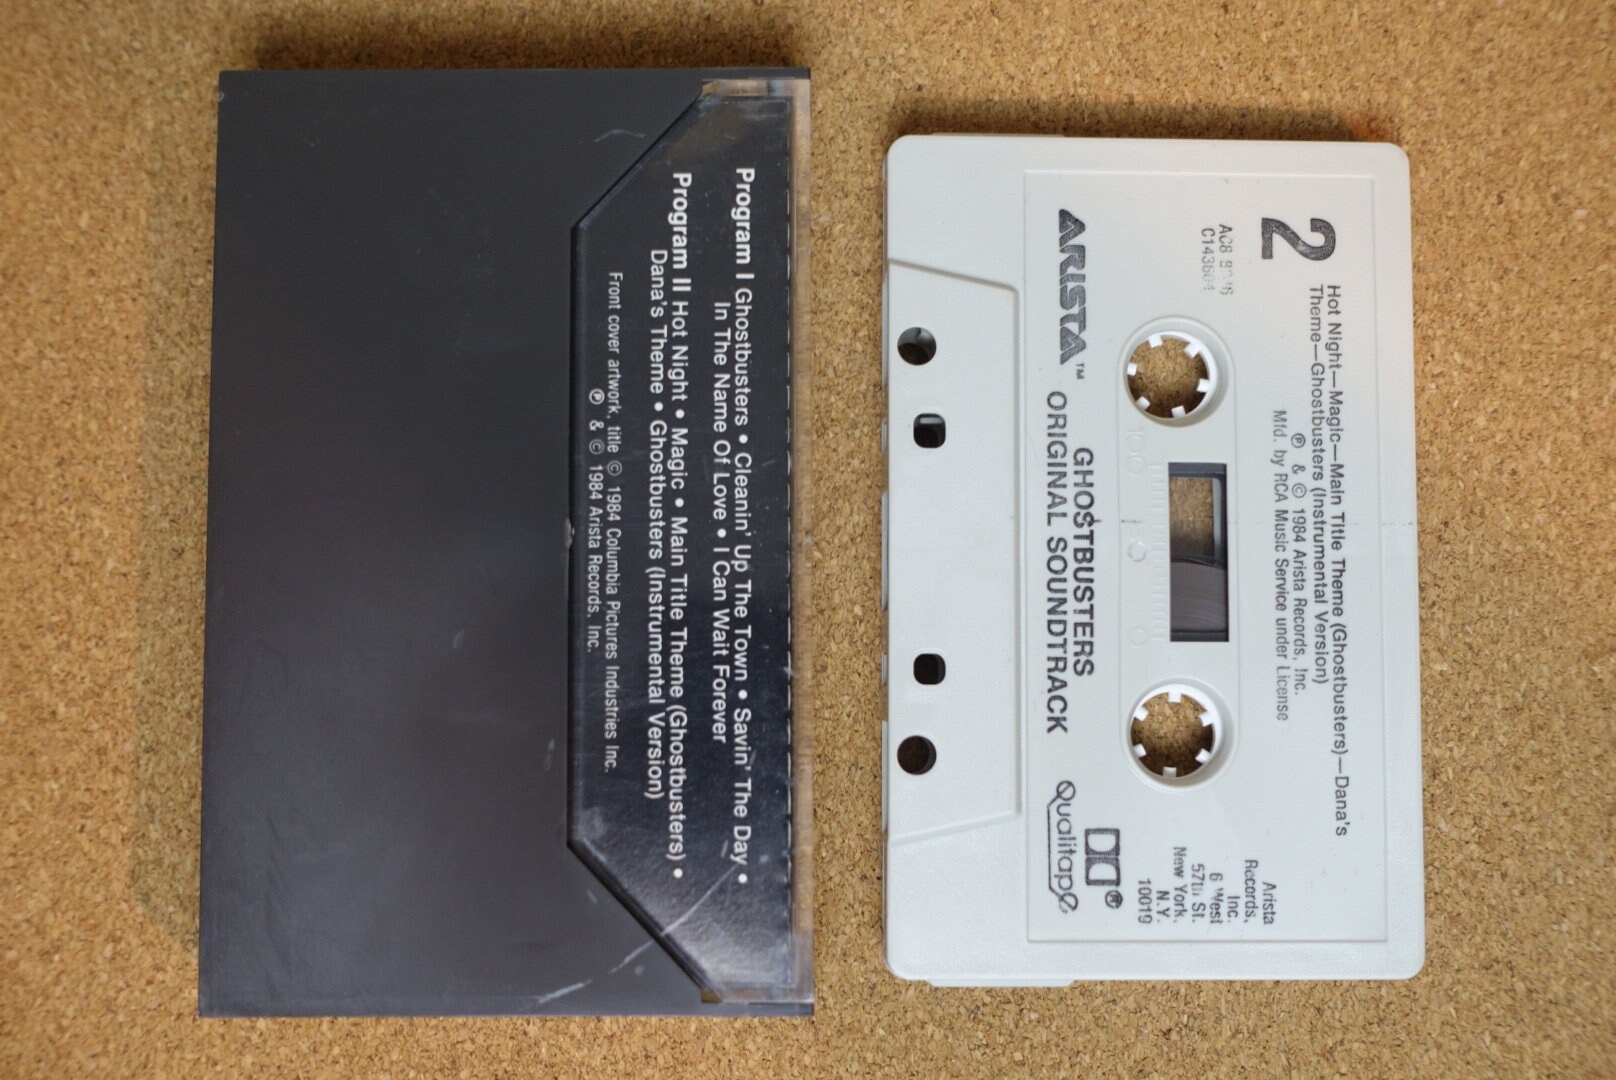 Program I Ghostbusters • Cleanin' Up The Town • Savin' The Day •
In The Name Of Love • I Can Wait Forever
Program II Hot Night • Magic • Main Title Theme (Ghostbusters) •
Dana's Theme • Ghostbusters (Instrumental Version)
Front cover artwork, title © 1984 Columbia Pictures Industries Inc.
℗ & © 1984 Arista Records, Inc.
2
Hot Night—Magic—Main Title Theme (Ghostbusters)—Dana's
Theme—Ghostbusters (Instrumental Version)
℗ & © 1984 Arista Records, Inc.
Mfd. by RCA Music Service under License
AC8
Arista
Records,
Inc.
6 West
57th St.
New York,
N.Y.
10019
100 50 0
ARISTA™
GHOSTBUSTERS
ORIGINAL SOUNDTRACK
®
Qualitape